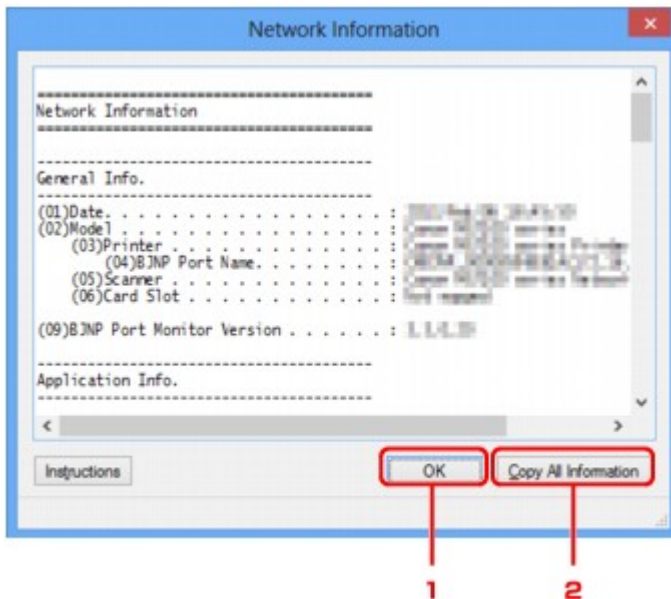 Network Information
========================================
Network Information
========================================
----------------------------------------
General Info.
----------------------------------------
(01)Date. . . . . . . . . . . . . . . . . :
(02)Model . . . . . . . . . . . . . . . . :
(03)Printer . . . . . . . . . . . . . . :
(04)BJNP Port Name. . . . . . . . . :
(05)Scanner . . . . . . . . . . . . . . :
(06)Card Slot . . . . . . . . . . . . . :
(09)BJNP Port Monitor Version . . . . . . :
----------------------------------------
Application Info.
----------------------------------------
Instructions OK Copy All Information
1 2